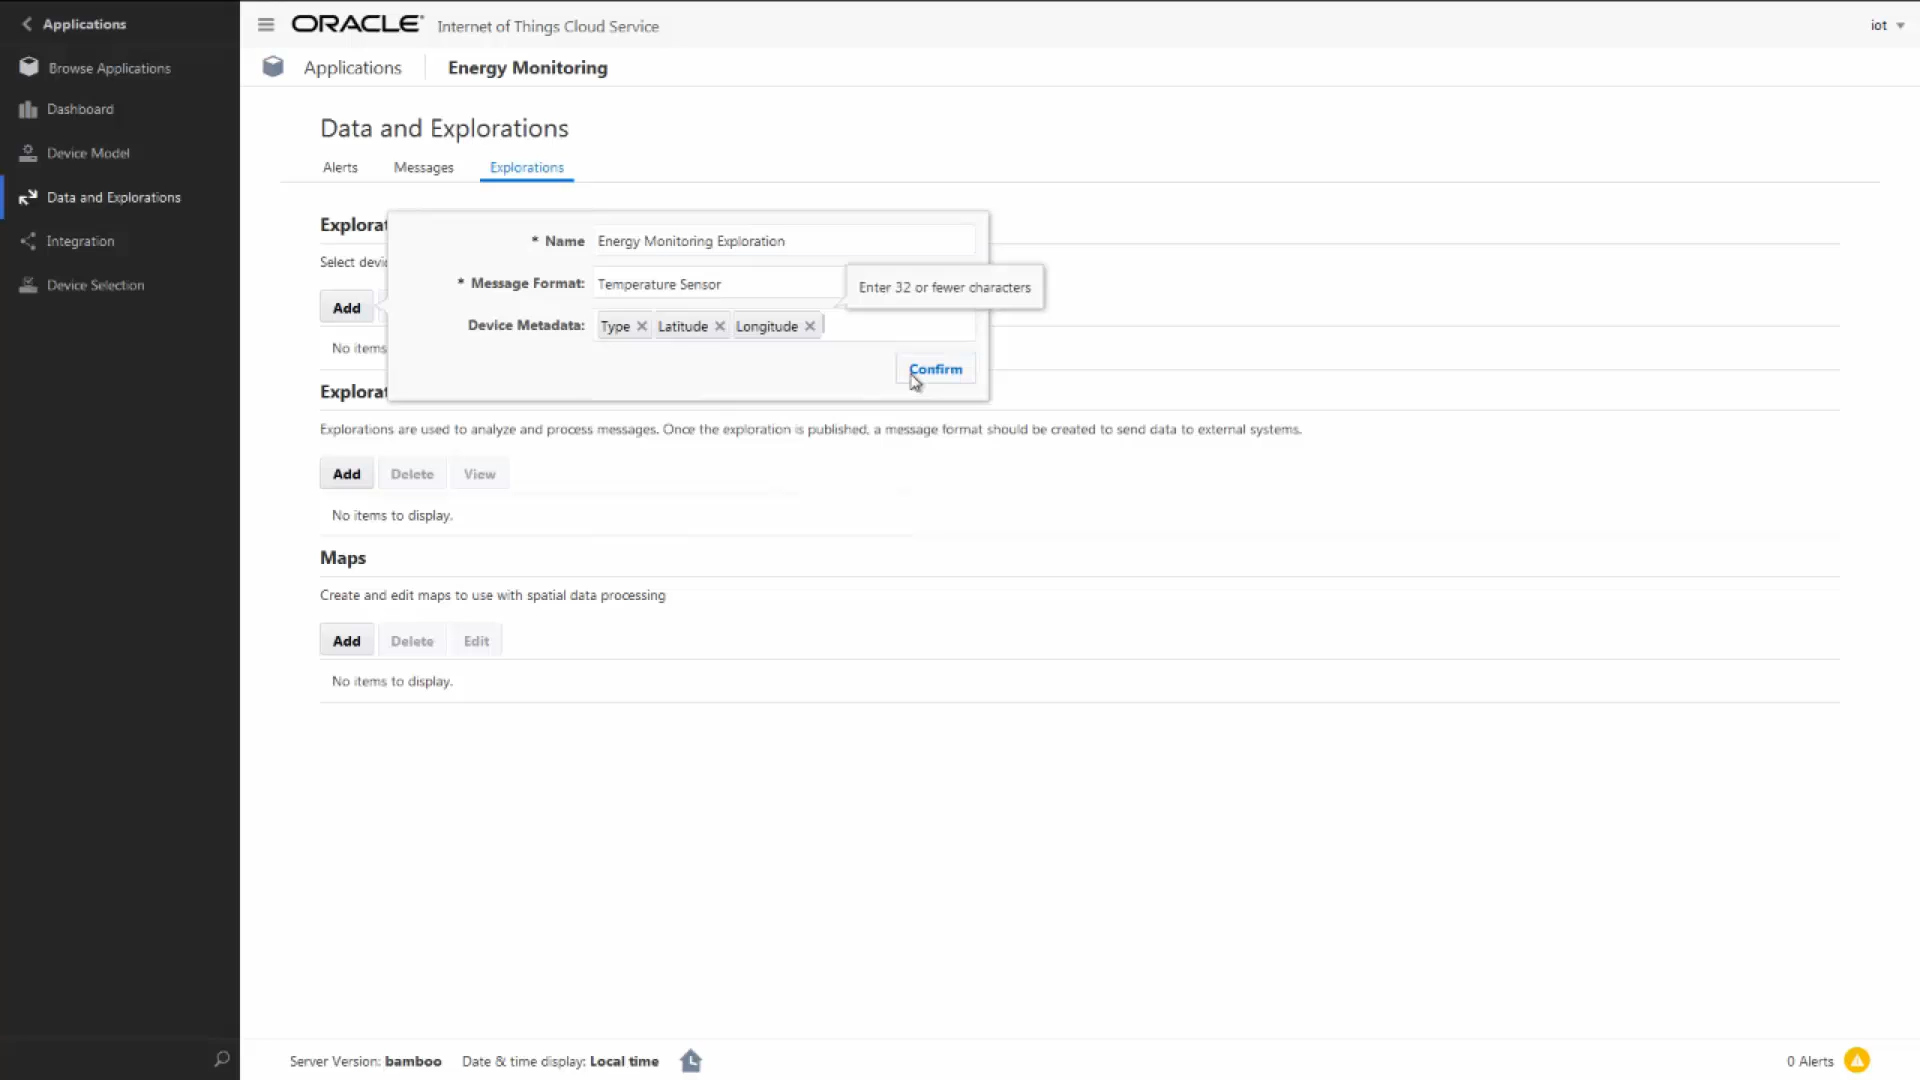 Applications
Browse Applications
Dashboard
Device Model
Data and Explorations
Integration
Device Selection
ORACLE Internet of Things Cloud Service
iot
Applications
Energy Monitoring
Data and Explorations
Alerts
Messages
Explorations
Explorat
* Name Energy Monitoring Exploration
Select devi
* Message Format: Temperature Sensor
Enter 32 or fewer characters
Add
Device Metadata: Type Latitude Longitude
No items
Confirm
Explorat
Explorations are used to analyze and process messages. Once the exploration is published, a message format should be created to send data to external systems.
Add Delete View
No items to display.
Maps
Create and edit maps to use with spatial data processing
Add Delete Edit
No items to display.
Server Version: bamboo Date & time display: Local time
0 Alerts